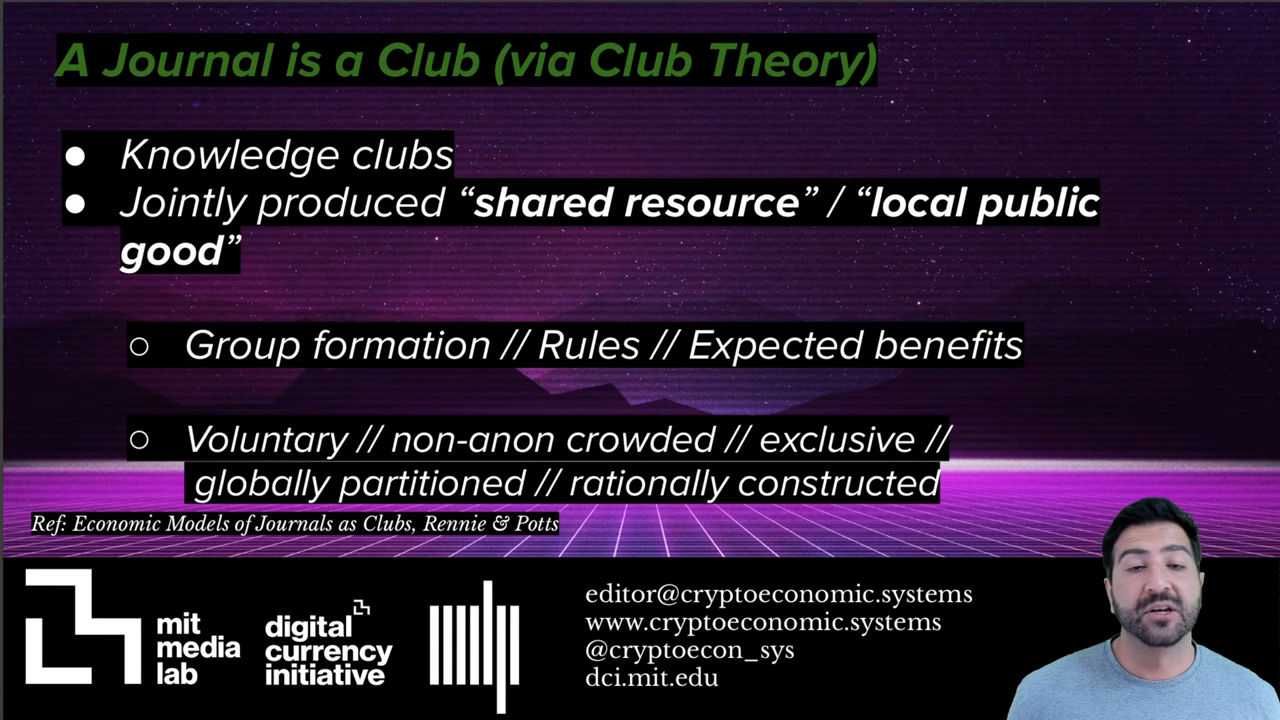 A Journal is a Club (via Club Theory)
● Knowledge clubs
● Jointly produced “shared resource” / “local public
good”
○ Group formation // Rules // Expected benefits
○ Voluntary // non-anon crowded // exclusive //
globally partitioned // rationally constructed
Ref: Economic Models of Journals as Clubs, Rennie & Potts
mit
media
lab
digital
currency
initiative
editor@cryptoeconomic.systems
www.cryptoeconomic.systems
@cryptoecon_sys
dci.mit.edu